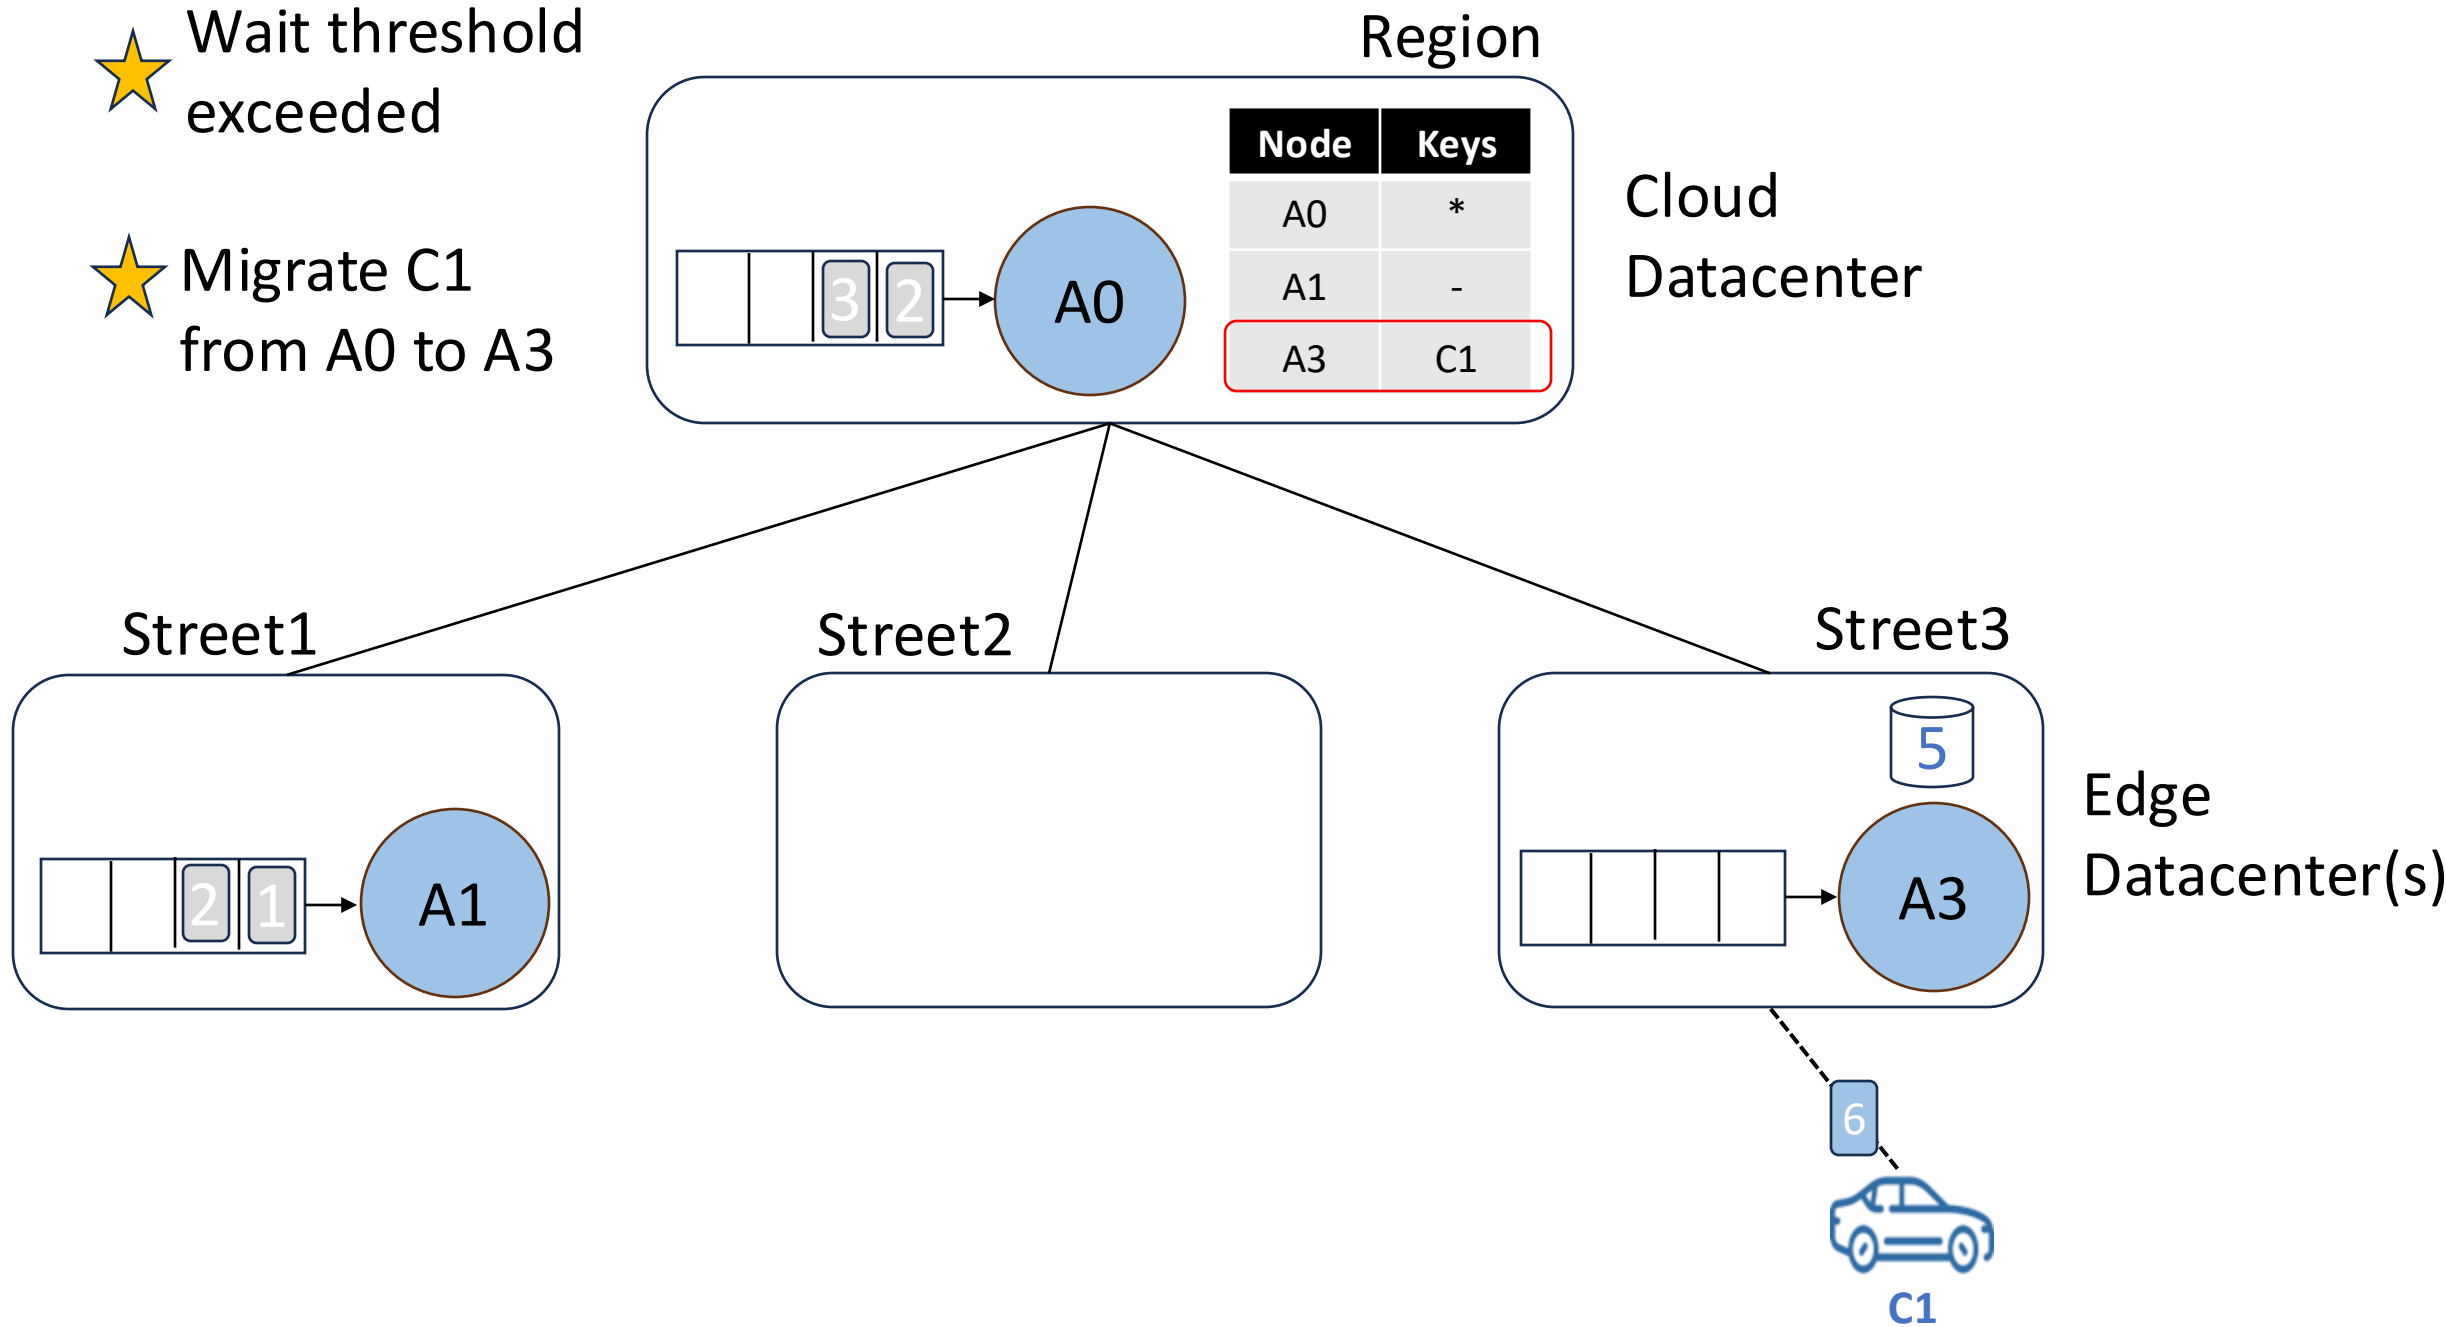 Wait threshold
exceeded
Migrate C1
from A0 to A3
Region
Node Keys
A0 *
A1 -
A3 C1
3 2
A0
Cloud
Datacenter
Street1
2 1
A1
Street2
Street3
5
A3
Edge
Datacenter(s)
6
C1